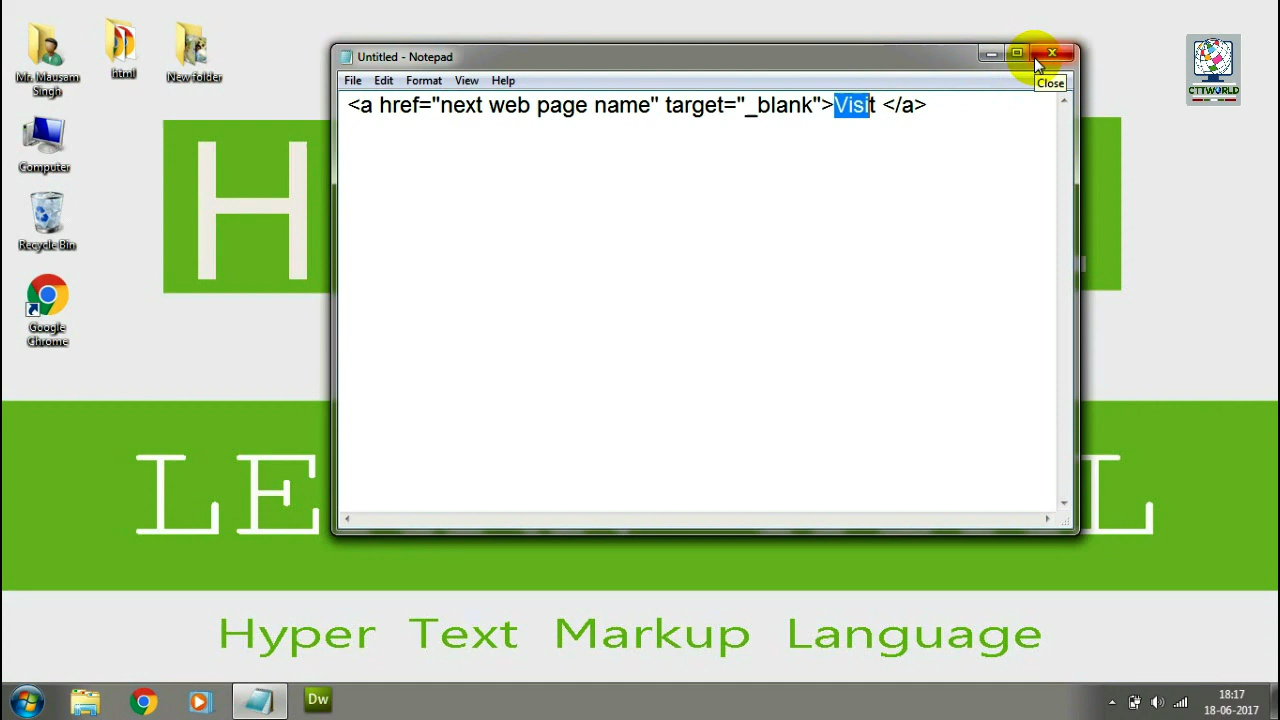 Mr. Mausam
Singh
html
New folder
Computer
Recycle Bin
Google
Chrome
Untitled - Notepad
File Edit Format View Help
<a href="next web page name" target="_blank">Visit </a>
Close
CTTWORLD
H
LE
L
Hyper Text Markup Language
Dw
18:17
18-06-2017